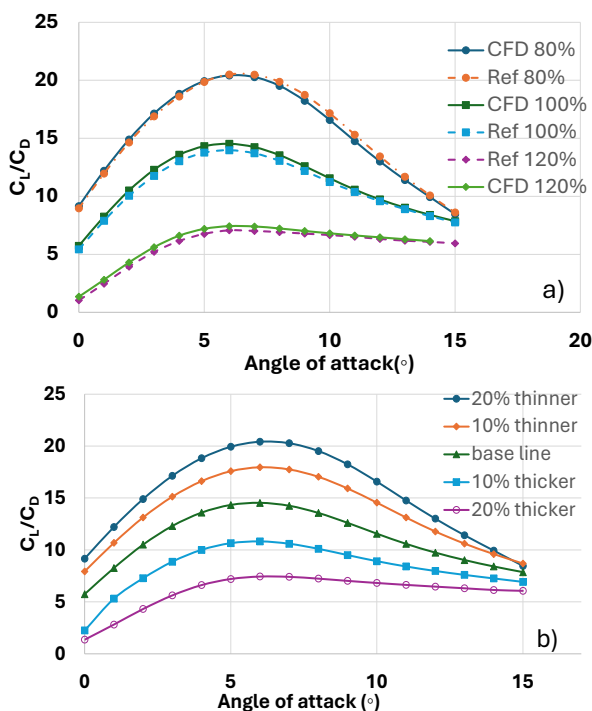 25
20
15
10
5
0
C_L/C_D
CFD 80%
Ref 80%
CFD 100%
Ref 100%
Ref 120%
CFD 120%
a)
0 5 10 15 20
Angle of attack(◦)
25
20
15
10
5
0
C_L/C_D
20% thinner
10% thinner
base line
10% thicker
20% thicker
b)
0 5 10 15
Angle of attack (◦)